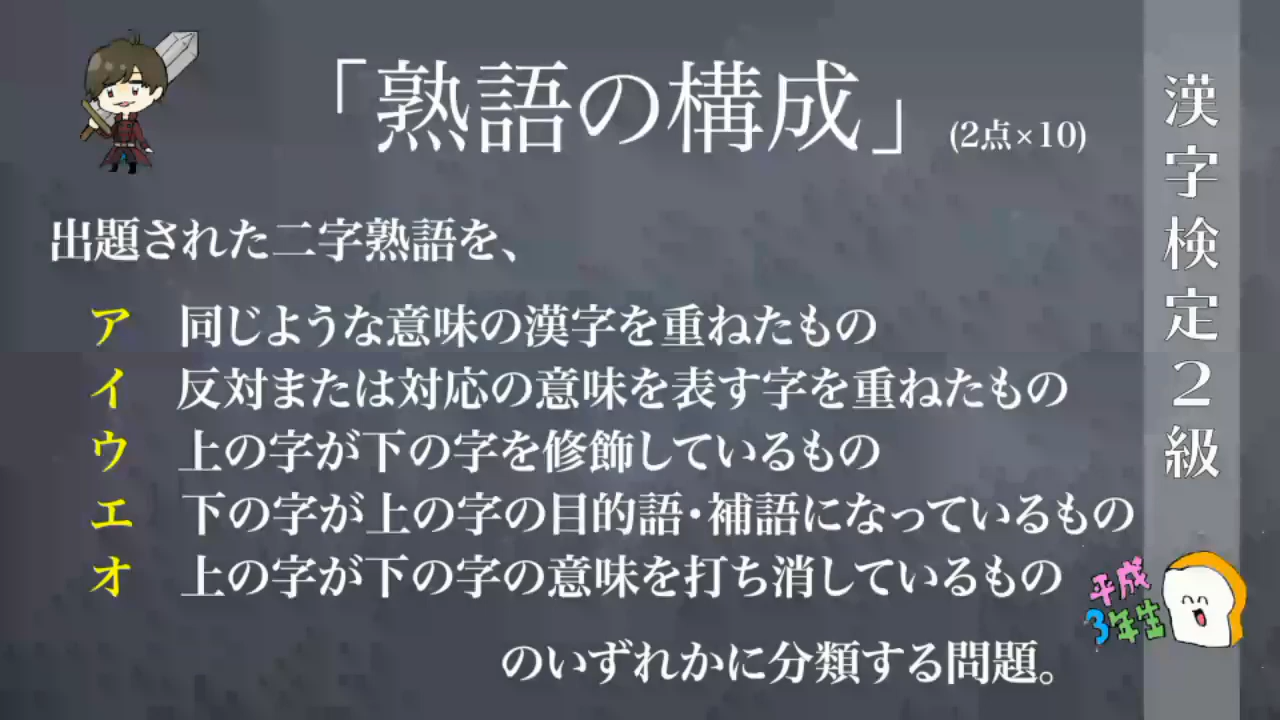 「熟語の構成」(2点×10)
出題された二字熟語を、
ア 同じような意味の漢字を重ねたもの
イ 反対または対応の意味を表す字を重ねたもの
ウ 上の字が下の字を修飾しているもの
エ 下の字が上の字の目的語・補語になっているもの
オ 上の字が下の字の意味を打ち消しているもの
のいずれかに分類する問題。
漢字検定2級
平成
3年生